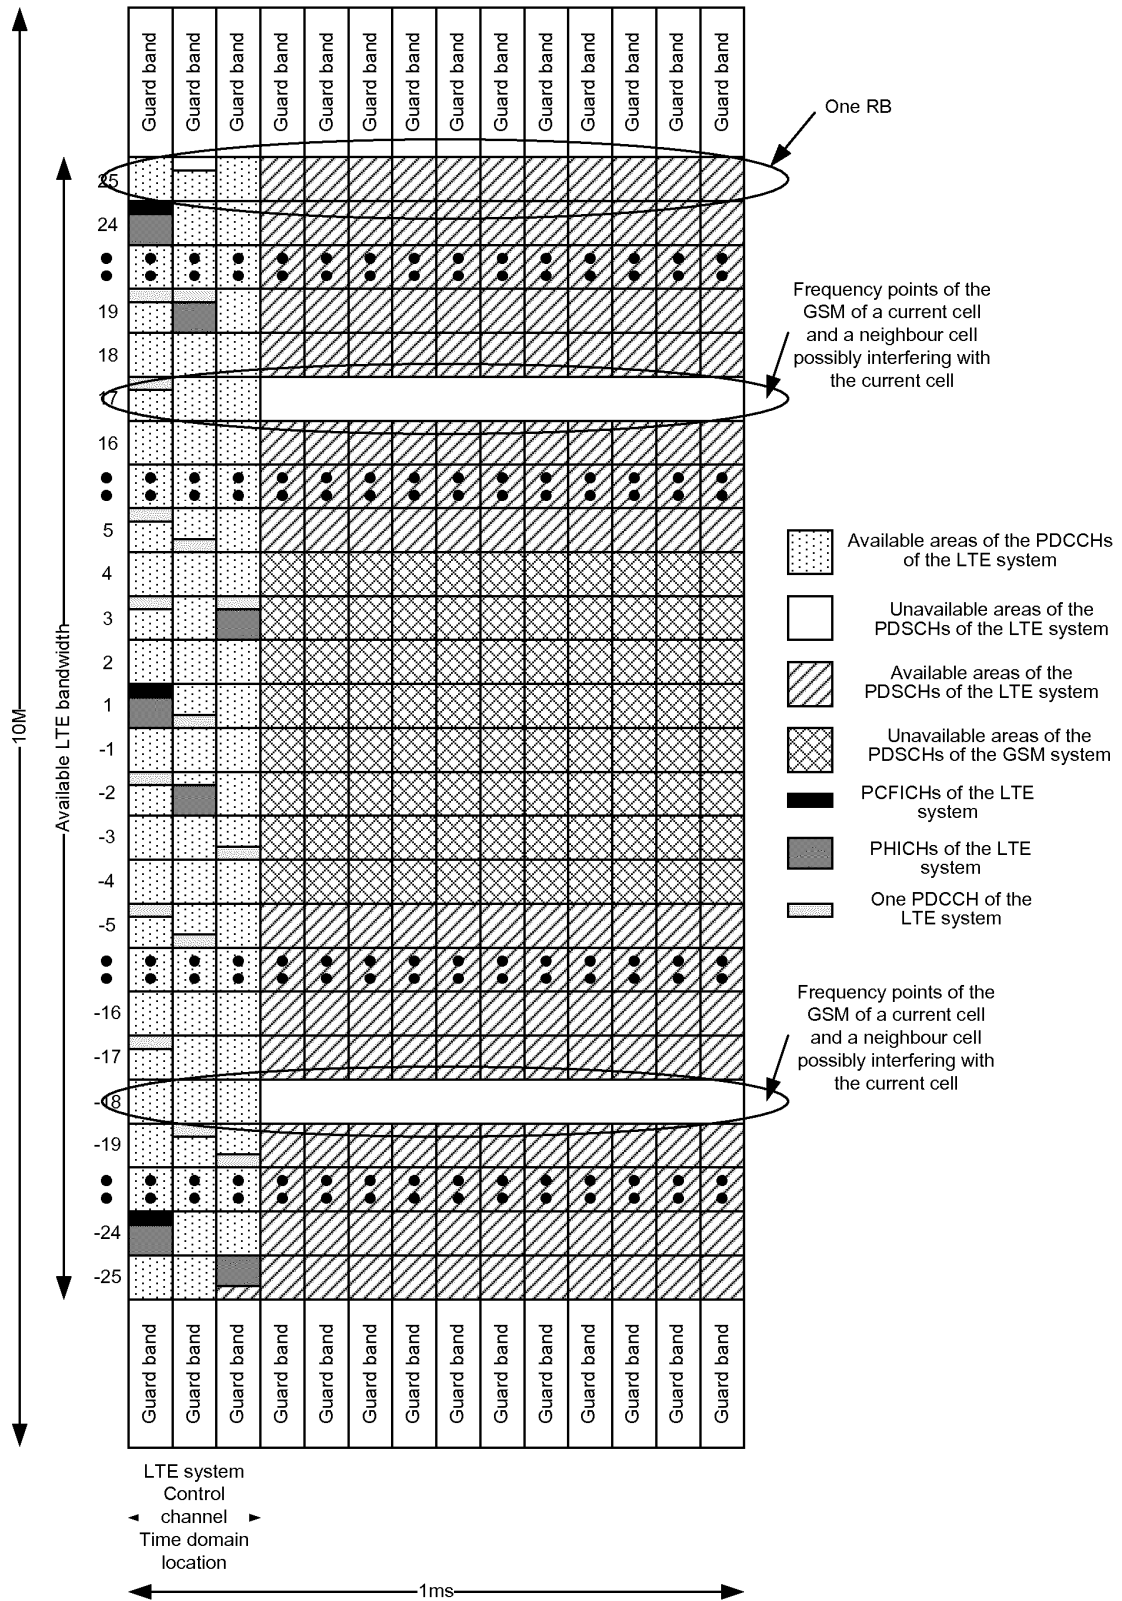 Guard band Guard band Guard band Guard band Guard band Guard band Guard band Guard band Guard band Guard band Guard band Guard band Guard band Guard band
One RB
25
24
19
18
17
16
5
4
3
2
1
-1
-2
-3
-4
-5
-16
-17
-18
-19
-24
-25
10M
Available LTE bandwidth
Frequency points of the
GSM of a current cell
and a neighbour cell
possibly interfering with
the current cell
Available areas of the PDCCHs
of the LTE system
Unavailable areas of the
PDSCHs of the LTE system
Available areas of the
PDSCHs of the LTE system
Unavailable areas of the
PDSCHs of the GSM system
PCFICHs of the LTE
system
PHICHs of the LTE
system
One PDCCH of the
LTE system
Frequency points of the
GSM of a current cell
and a neighbour cell
possibly interfering with
the current cell
Guard band Guard band Guard band Guard band Guard band Guard band Guard band Guard band Guard band Guard band Guard band Guard band Guard band Guard band
LTE system
Control
channel
Time domain
location
1ms